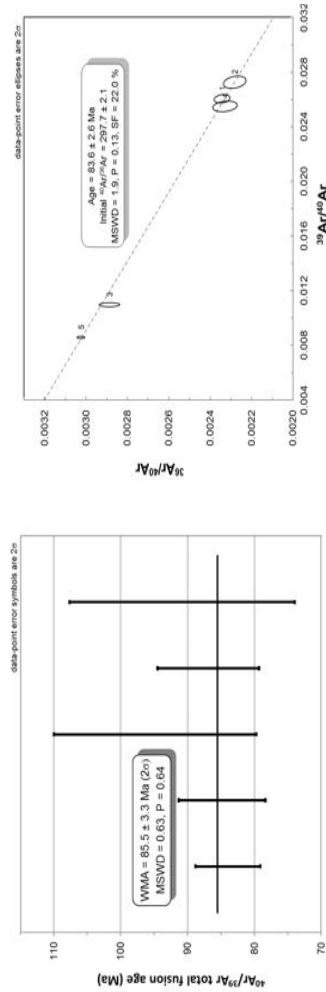 data-point error symbols are 2σ
WMA = 85.5 ± 3.3 Ma (2σ)
MSWD = 0.63, P = 0.64
110
100
90
80
70
⁴⁰Ar/³⁹Ar total fusion age (Ma)
data-point error ellipses are 2σ
Age = 83.6 ± 2.6 Ma
Initial ⁴⁰Ar/³⁶Ar = 297.7 ± 2.1
MSWD = 1.9, P = 0.13, SF = 22.0 %
0.0032
0.0030
0.0028
0.0026
0.0024
0.0022
0.0020
³⁶Ar/⁴⁰Ar
5
3
1
2
0.004
0.008
0.012
0.016
0.020
0.024
0.028
0.032
³⁹Ar/⁴⁰Ar